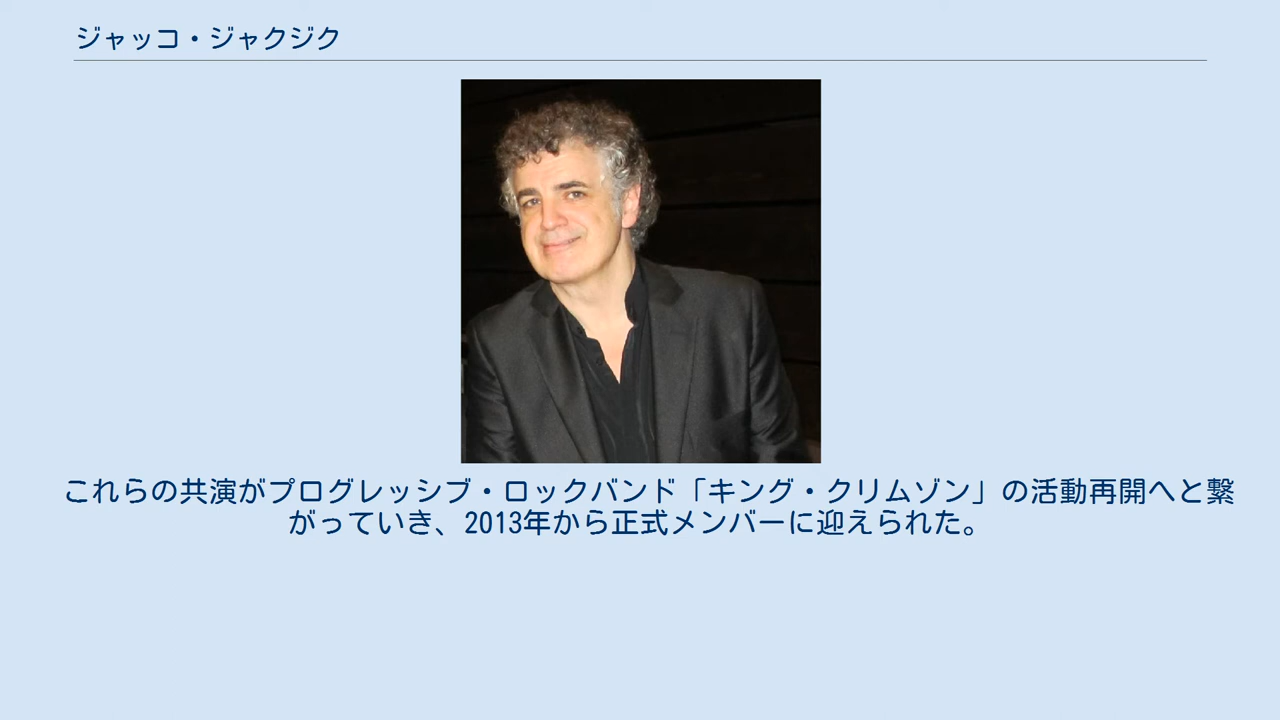 ジャッコ・ジャクジク
これらの共演がプログレッシブ・ロックバンド「キング・クリムゾン」の活動再開へと繋
がっていき、2013年から正式メンバーに迎えられた。